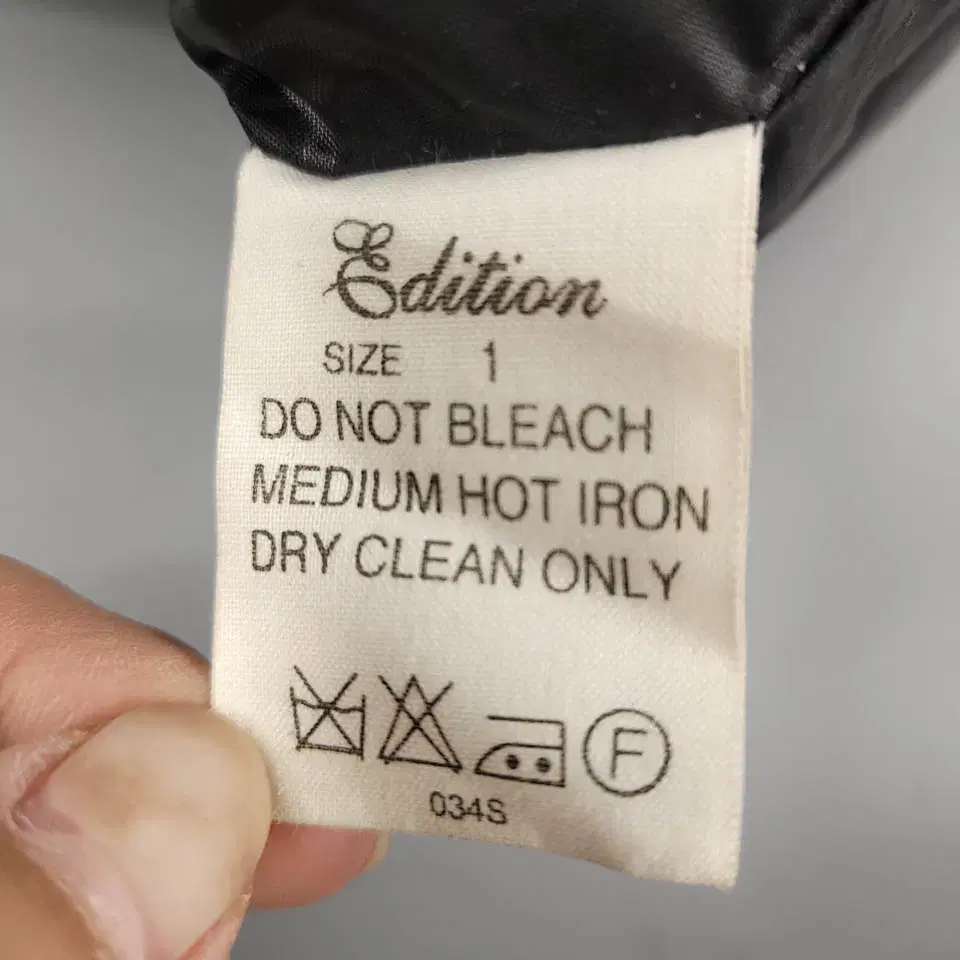 Edition
SIZE 1
DO NOT BLEACH
MEDIUM HOT IRON
DRY CLEAN ONLY
F
034S